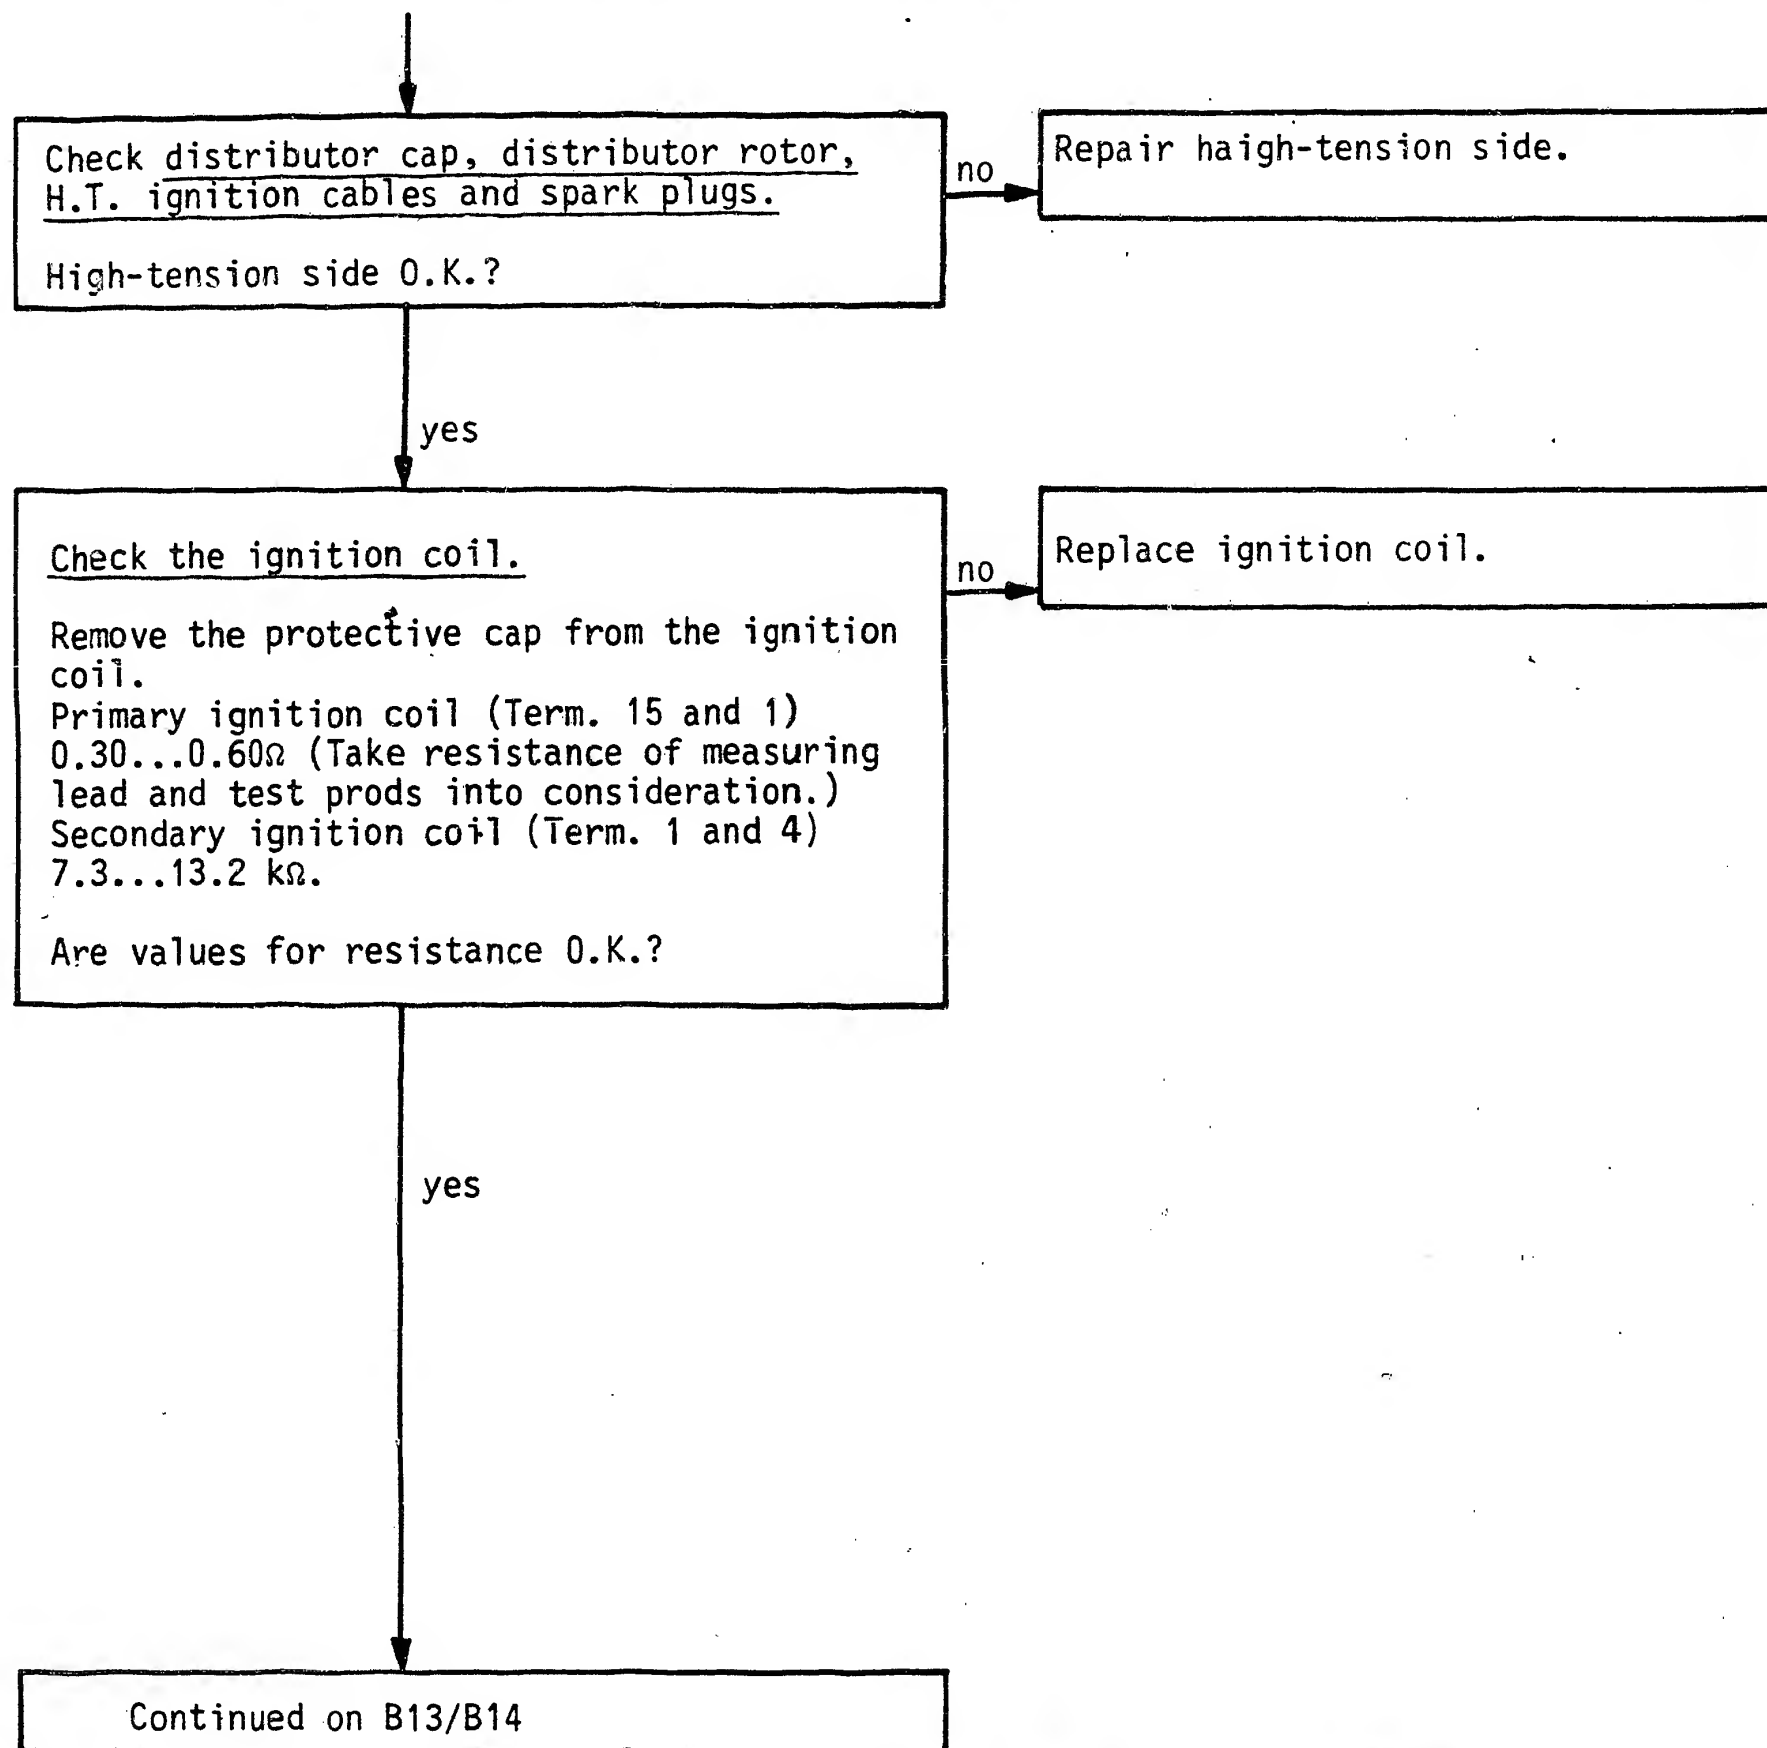 Check distributor cap, distributor rotor,
H.T. ignition cables and spark plugs.
High-tension side O.K.?
no
Repair haigh-tension side.
yes
Check the ignition coil.
Remove the protective cap from the ignition
coil.
Primary ignition coil (Term. 15 and 1)
0.30...0.60Ω (Take resistance of measuring
lead and test prods into consideration.)
Secondary ignition coil (Term. 1 and 4)
7.3...13.2 kΩ.
Are values for resistance O.K.?
no
Replace ignition coil.
yes
Continued on B13/B14